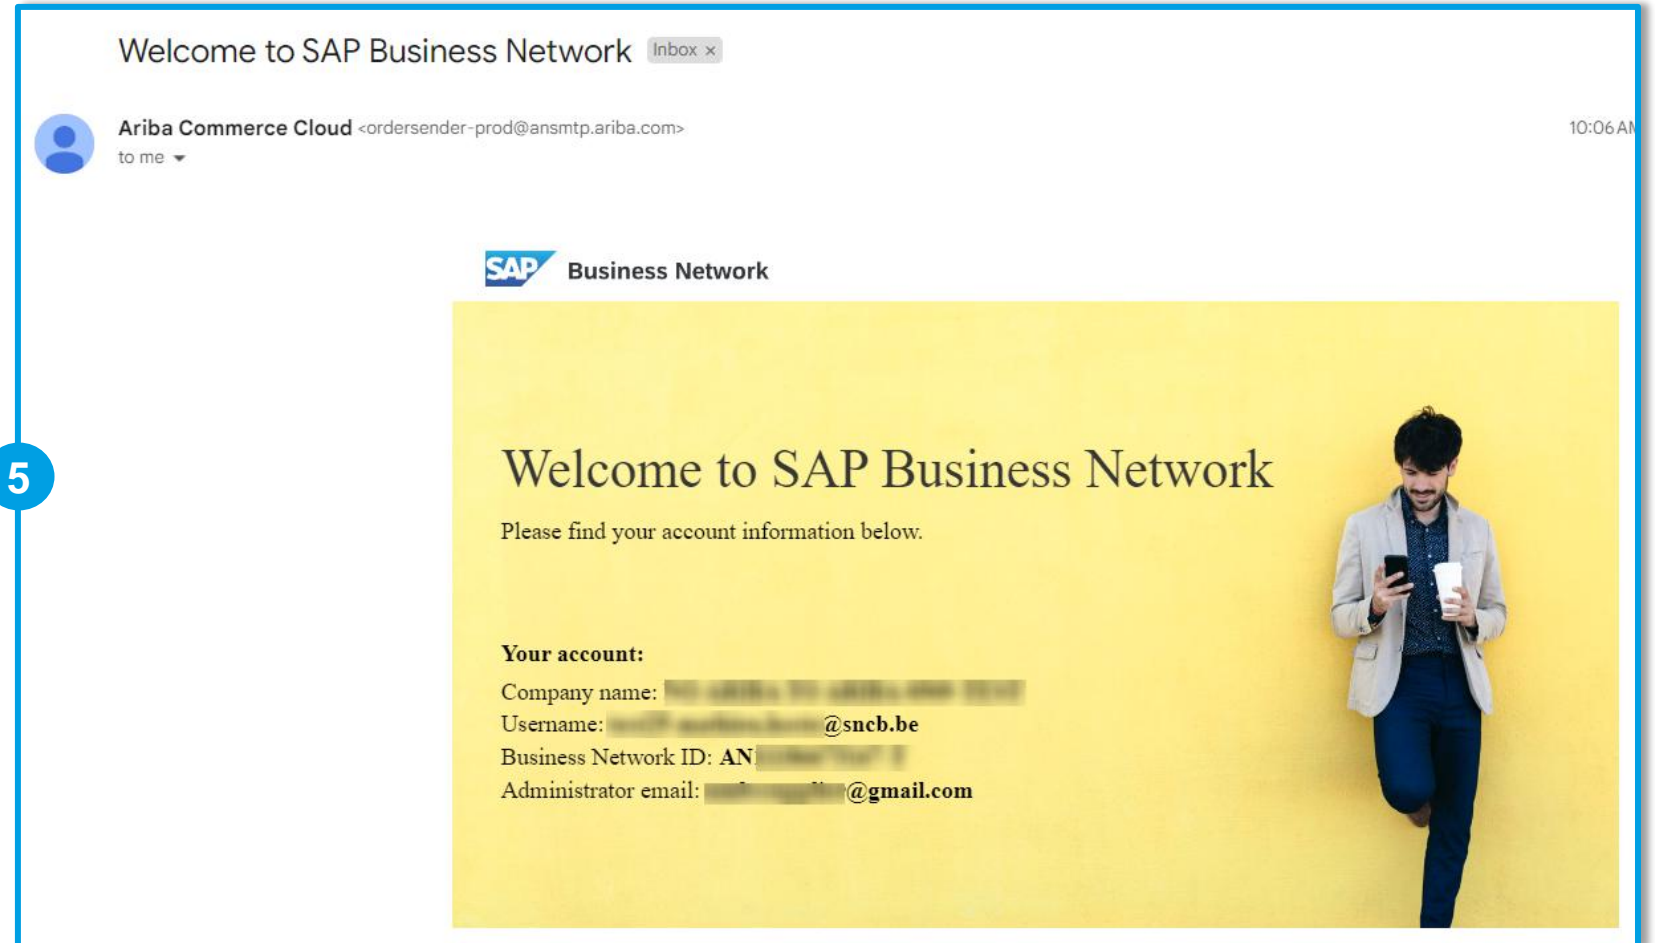 Welcome to SAP Business Network Inbox ×
Ariba Commerce Cloud <ordersender-prod@ansmtp.ariba.com>
10:06 AM
to me
SAP Business Network
5
Welcome to SAP Business Network
Please find your account information below.
Your account:
Company name:
Username: @sncb.be
Business Network ID: AN
Administrator email: @gmail.com